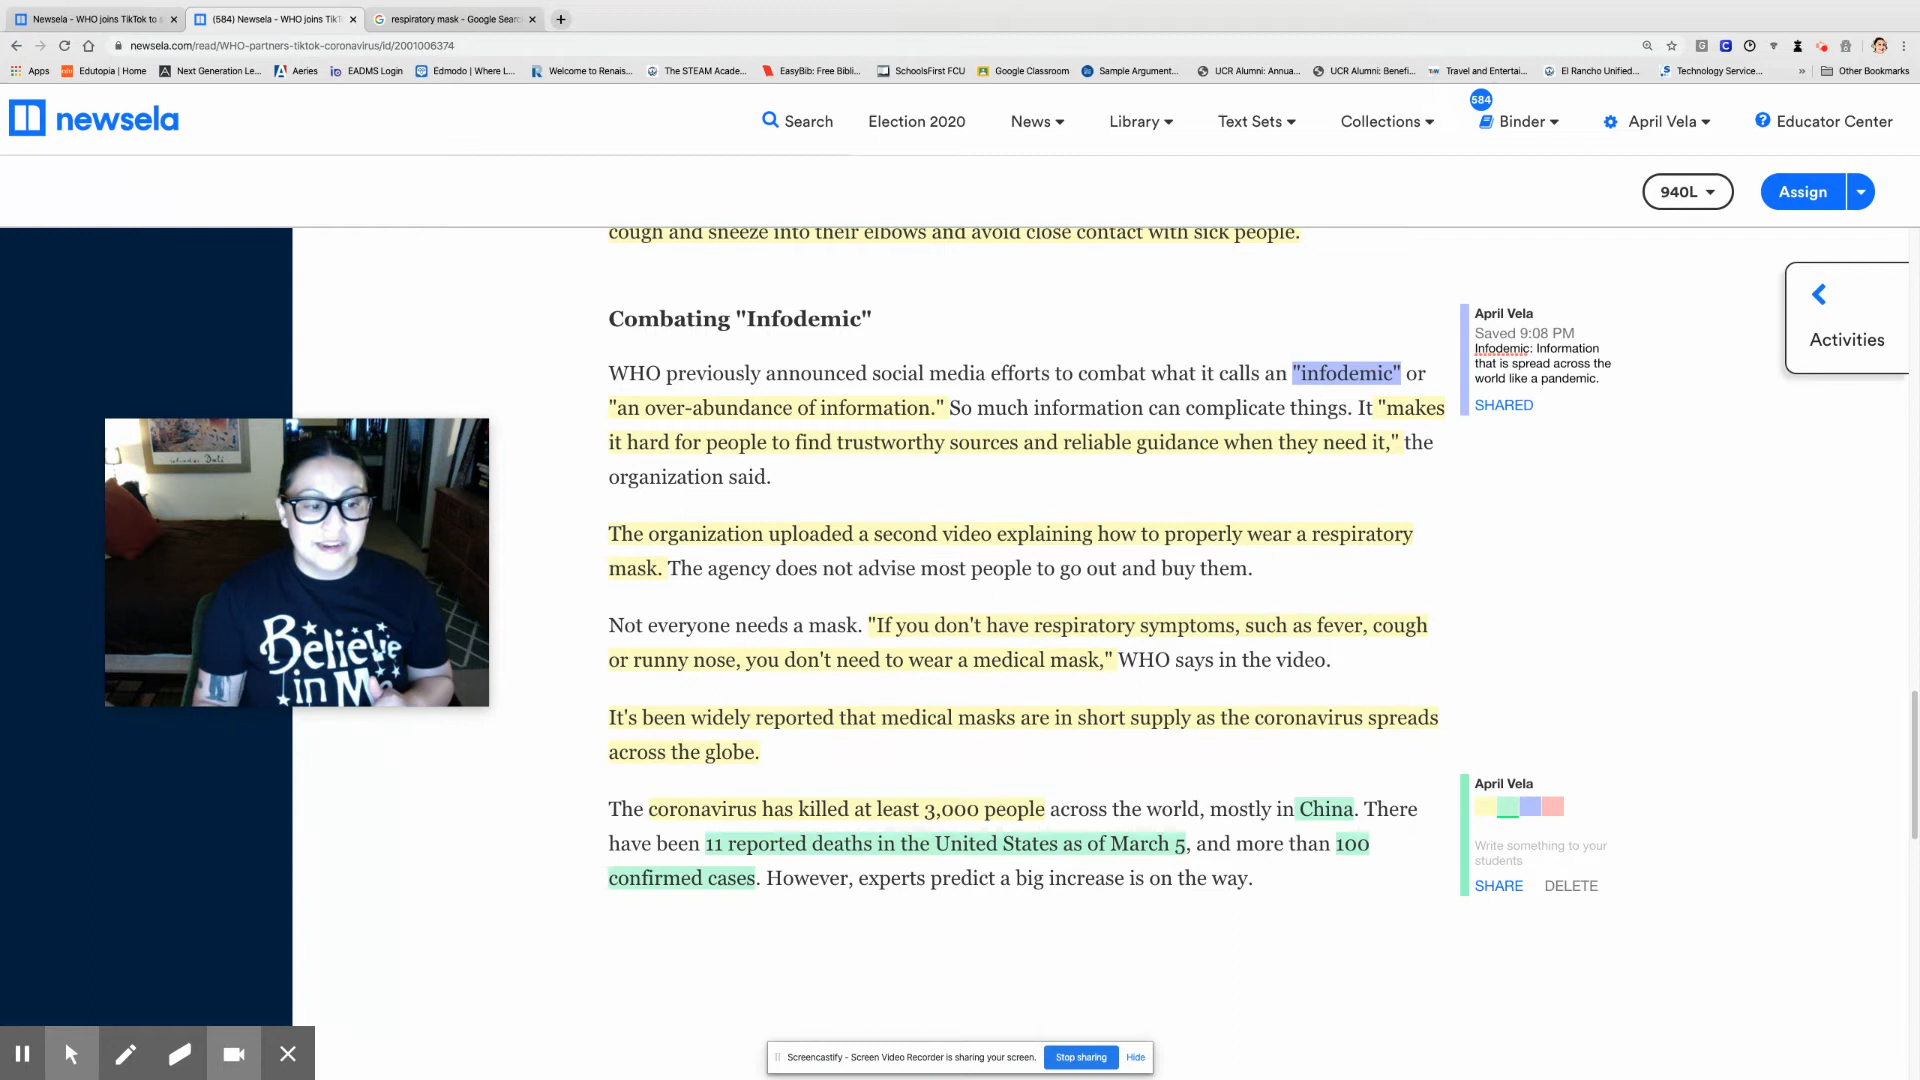 Newsela - WHO joins TikTok to
(584) Newsela - WHO joins TikT
respiratory mask - Google Sear
newsela.com/read/WHO-partners-tiktok-coronavirus/id/2001006374
Apps
Edutopia | Home
Next Generation Le...
Aeries
EADMS Login
Edmodo | Where L...
Welcome to Renais...
The STEAM Acade...
EasyBib: Free Bibli...
SchoolsFirst FCU
Google Classroom
Sample Argument...
UCR Alumni: Annua...
UCR Alumni: Benefi...
Travel and Entertai...
El Rancho Unified...
Technology Service...
»
Other Bookmarks
newsela
Search
Election 2020
News
Library
Text Sets
Collections
584
Binder
April Vela
Educator Center
940L
Assign
cough and sneeze into their elbows and avoid close contact with sick people.
Activities
Combating "Infodemic"
WHO previously announced social media efforts to combat what it calls an "infodemic" or
"an over-abundance of information." So much information can complicate things. It "makes
it hard for people to find trustworthy sources and reliable guidance when they need it," the
organization said.
April Vela
Saved 9:08 PM
Infodemic: Information
that is spread across the
world like a pandemic.
SHARED
The organization uploaded a second video explaining how to properly wear a respiratory
mask. The agency does not advise most people to go out and buy them.
Not everyone needs a mask. "If you don't have respiratory symptoms, such as fever, cough
or runny nose, you don't need to wear a medical mask," WHO says in the video.
Believe
in M
It's been widely reported that medical masks are in short supply as the coronavirus spreads
across the globe.
The coronavirus has killed at least 3,000 people across the world, mostly in China. There
have been 11 reported deaths in the United States as of March 5, and more than 100
confirmed cases. However, experts predict a big increase is on the way.
April Vela
Write something to your
students
SHARE DELETE
Screencastify - Screen Video Recorder is sharing your screen.
Stop sharing
Hide